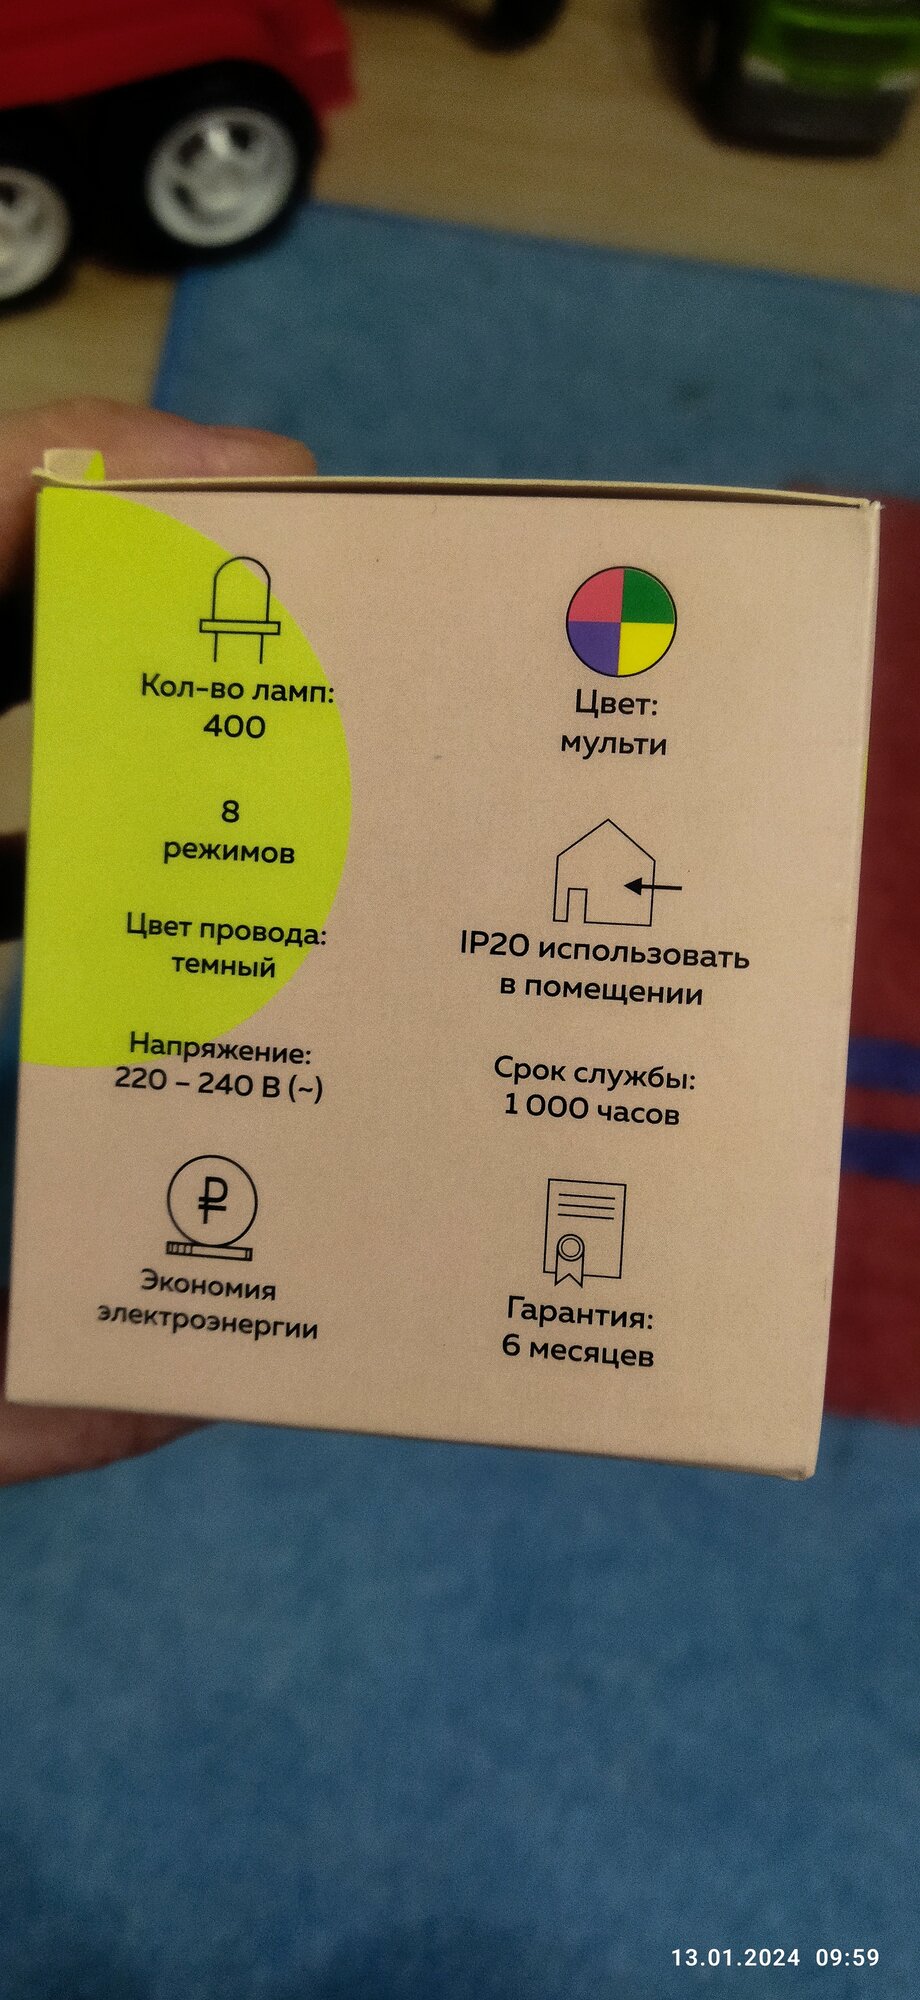 Кол-во ламп:
400
8
режимов
Цвет провода:
темный
Напряжение:
220 – 240 В (~)
₽
Экономия
электроэнергии
Цвет:
мульти
IP20 использовать
в помещении
Срок службы:
1 000 часов
Гарантия:
6 месяцев
13.01.2024 09:59